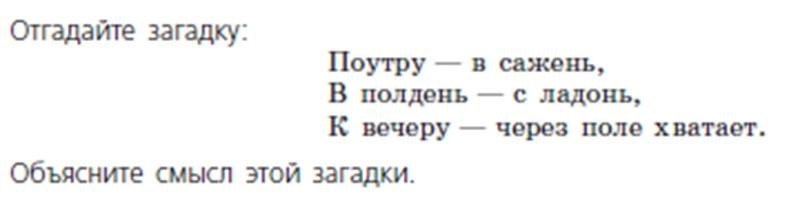 Отгадайте загадку:
Поутру — в сажень,
В полдень — с ладонь,
К вечеру — через поле хватает.
Объясните смысл этой загадки.